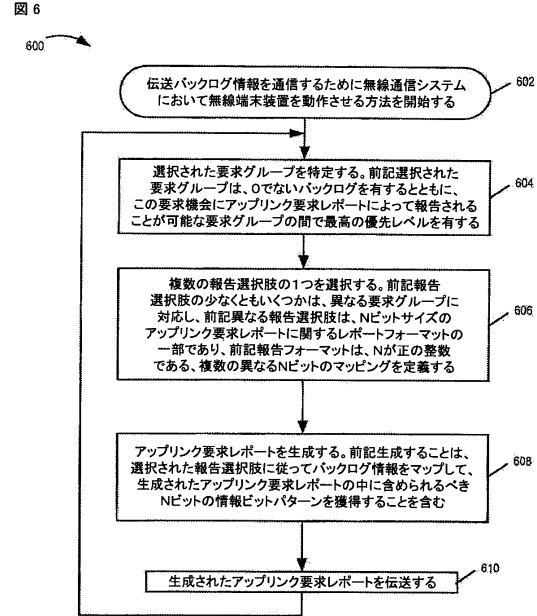 図 6
600
伝送バックログ情報を通信するために無線通信システム
において無線端末装置を動作させる方法を開始する
602
選択された要求グループを特定する。前記選択された
要求グループは、0でないバックログを有するとともに、
この要求機会にアップリンク要求レポートによって報告される
ことが可能な要求グループの間で最高の優先レベルを有する
604
複数の報告選択肢の1つを選択する。前記報告
選択肢の少なくともいくつかは、異なる要求グループに
対応し、前記異なる報告選択肢は、Nビットサイズの
アップリンク要求レポートに関するレポートフォーマットの
一部であり、前記報告フォーマットは、Nが正の整数
である、複数の異なるNビットのマッピングを定義する
606
アップリンク要求レポートを生成する。前記生成することは、
選択された報告選択肢に従ってバックログ情報をマップして、
生成されたアップリンク要求レポートの中に含められるべき
Nビットの情報ビットパターンを獲得することを含む
608
生成されたアップリンク要求レポートを伝送する
610